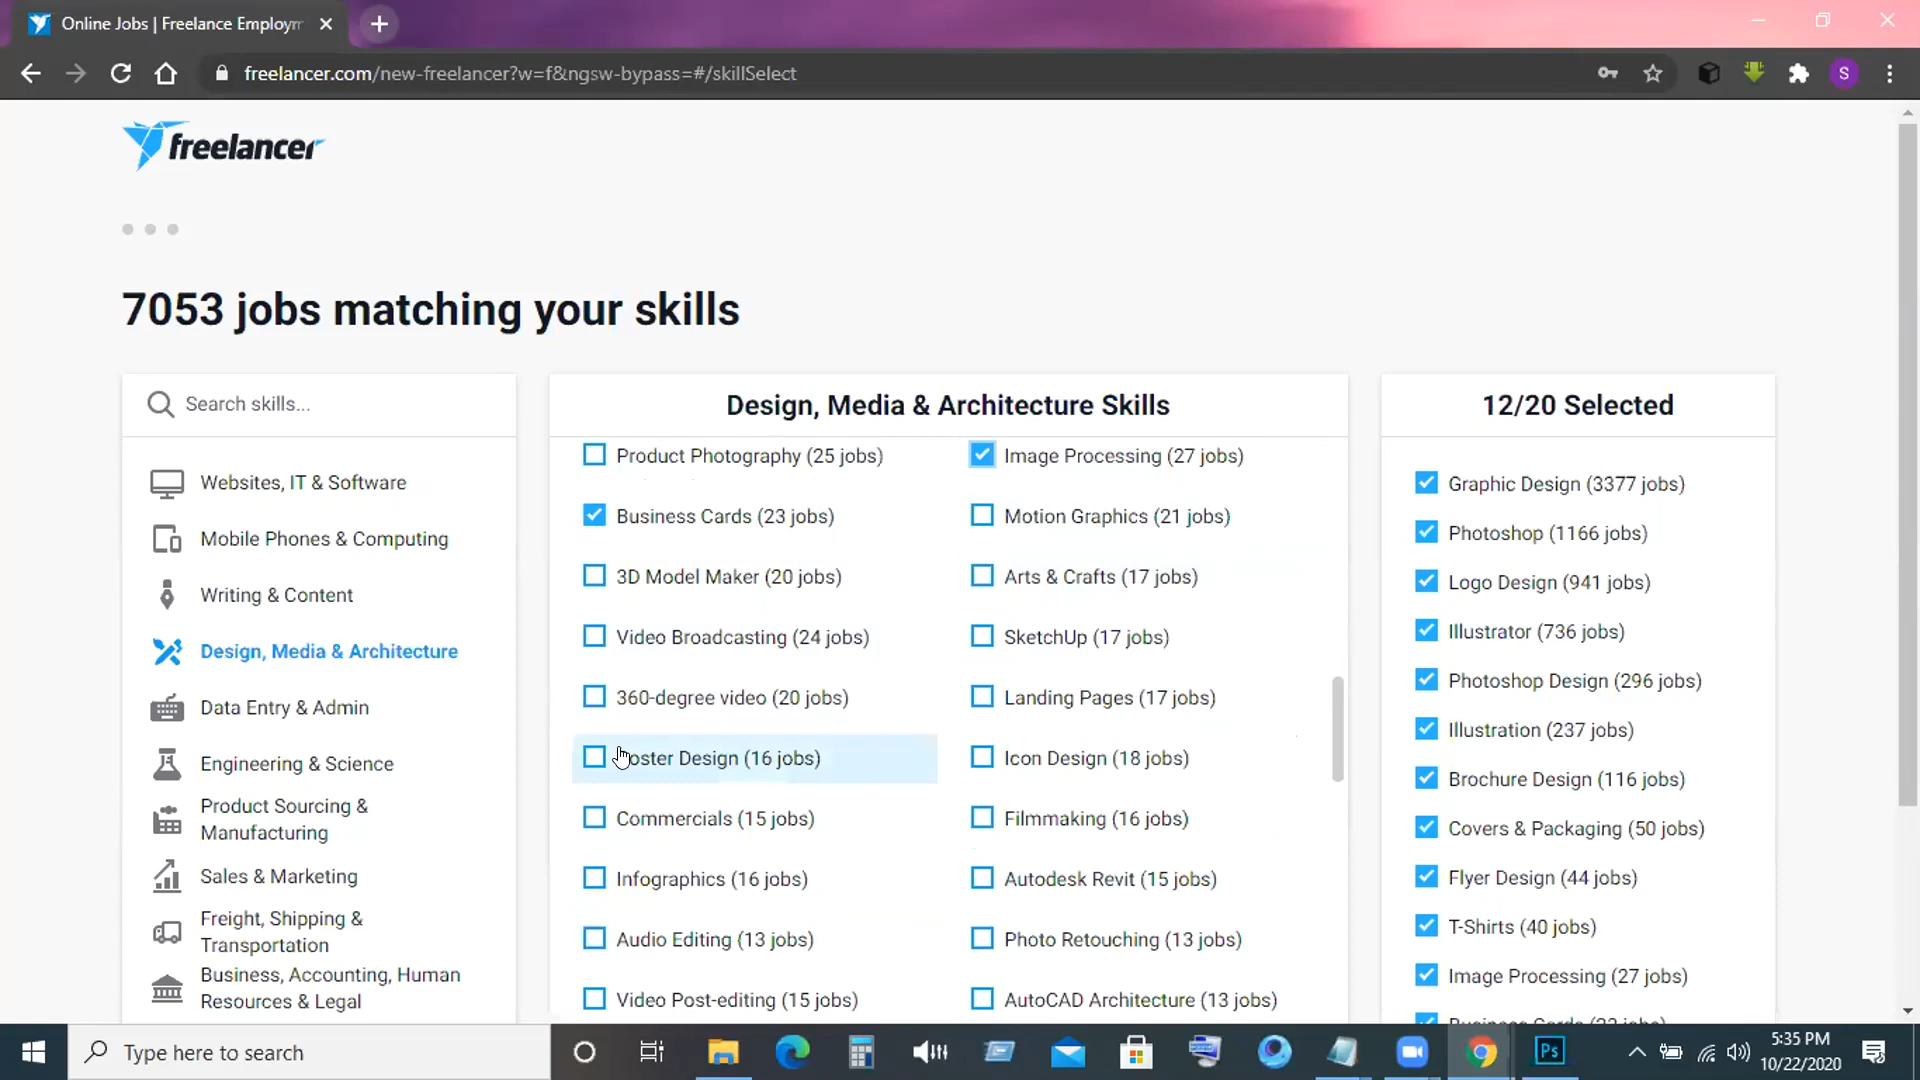 Online Jobs | Freelance Employm
freelancer.com/new-freelancer?w=f&ngsw-bypass=#/skillSelect
S
freelancer
7053 jobs matching your skills
Search skills...
Websites, IT & Software
Mobile Phones & Computing
Writing & Content
Design, Media & Architecture
Data Entry & Admin
Engineering & Science
Product Sourcing &
Manufacturing
Sales & Marketing
Freight, Shipping &
Transportation
Business, Accounting, Human
Resources & Legal
Design, Media & Architecture Skills
Product Photography (25 jobs)
Image Processing (27 jobs)
Business Cards (23 jobs)
Motion Graphics (21 jobs)
3D Model Maker (20 jobs)
Arts & Crafts (17 jobs)
Video Broadcasting (24 jobs)
SketchUp (17 jobs)
360-degree video (20 jobs)
Landing Pages (17 jobs)
Poster Design (16 jobs)
Icon Design (18 jobs)
Commercials (15 jobs)
Filmmaking (16 jobs)
Infographics (16 jobs)
Autodesk Revit (15 jobs)
Audio Editing (13 jobs)
Photo Retouching (13 jobs)
Video Post-editing (15 jobs)
AutoCAD Architecture (13 jobs)
12/20 Selected
Graphic Design (3377 jobs)
Photoshop (1166 jobs)
Logo Design (941 jobs)
Illustrator (736 jobs)
Photoshop Design (296 jobs)
Illustration (237 jobs)
Brochure Design (116 jobs)
Covers & Packaging (50 jobs)
Flyer Design (44 jobs)
T-Shirts (40 jobs)
Image Processing (27 jobs)
Business Cards (23 jobs)
Type here to search
Ps
5:35 PM
10/22/2020